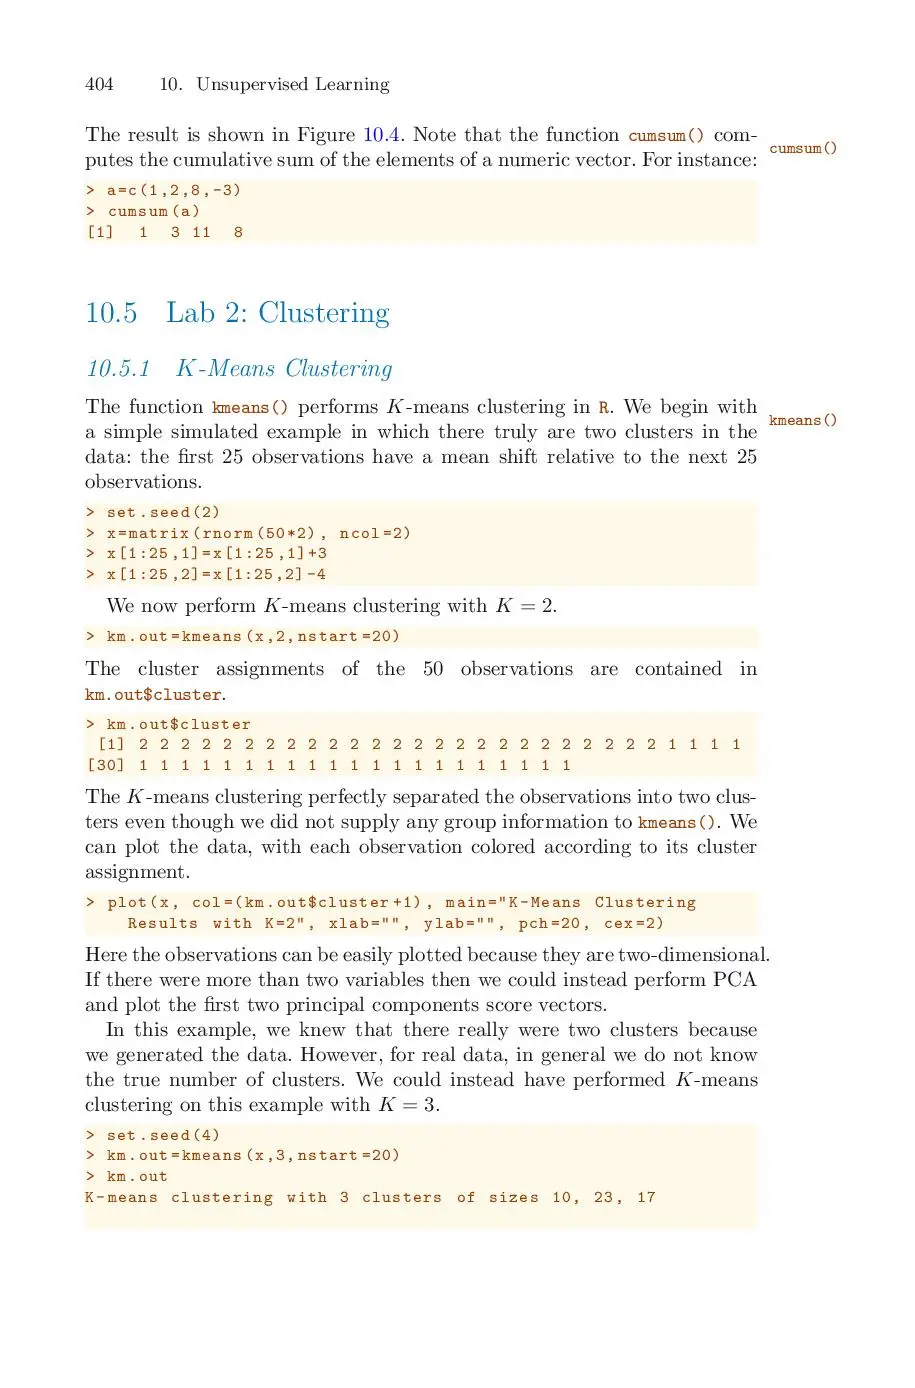 404 10. Unsupervised Learning
The result is shown in Figure 10.4. Note that the function cumsum() com-
cumsum()
putes the cumulative sum of the elements of a numeric vector. For instance:
> a=c(1,2,8,-3)
> cumsum(a)
[1] 1 3 11 8
10.5 Lab 2: Clustering
10.5.1 K-Means Clustering
The function kmeans() performs K-means clustering in R. We begin with
kmeans()
a simple simulated example in which there truly are two clusters in the
data: the first 25 observations have a mean shift relative to the next 25
observations.
> set.seed(2)
> x=matrix(rnorm(50*2), ncol=2)
> x[1:25,1]=x[1:25,1]+3
> x[1:25,2]=x[1:25,2]-4
We now perform K-means clustering with K = 2.
> km.out=kmeans(x,2,nstart=20)
The cluster assignments of the 50 observations are contained in
km.out$cluster.
> km.out$cluster
[1] 2 2 2 2 2 2 2 2 2 2 2 2 2 2 2 2 2 2 2 2 2 2 2 2 2 1 1 1 1
[30] 1 1 1 1 1 1 1 1 1 1 1 1 1 1 1 1 1 1 1 1 1
The K-means clustering perfectly separated the observations into two clus-
ters even though we did not supply any group information to kmeans(). We
can plot the data, with each observation colored according to its cluster
assignment.
> plot(x, col=(km.out$cluster+1), main="K-Means Clustering
Results with K=2", xlab="", ylab="", pch=20, cex=2)
Here the observations can be easily plotted because they are two-dimensional.
If there were more than two variables then we could instead perform PCA
and plot the first two principal components score vectors.
In this example, we knew that there really were two clusters because
we generated the data. However, for real data, in general we do not know
the true number of clusters. We could instead have performed K-means
clustering on this example with K = 3.
> set.seed(4)
> km.out=kmeans(x,3,nstart=20)
> km.out
K-means clustering with 3 clusters of sizes 10, 23, 17